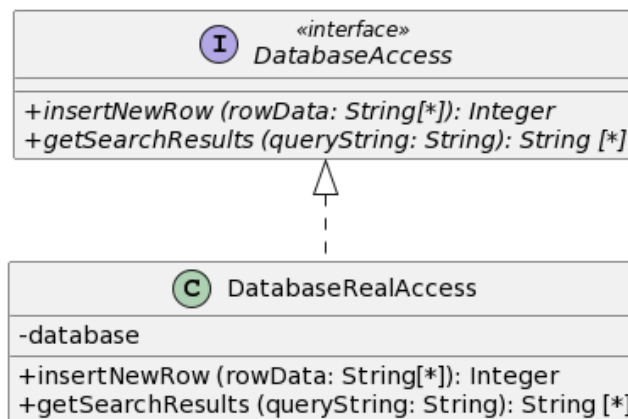 I
«interface»
DatabaseAccess
+insertNewRow (rowData: String[*]): Integer
+getSearchResults (queryString: String): String [*]
C
DatabaseRealAccess
-database
+insertNewRow (rowData: String[*]): Integer
+getSearchResults (queryString: String): String [*]